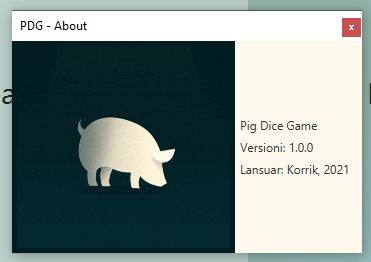 PDG - About
x
Pig Dice Game
Versioni: 1.0.0
Lansuar: Korrik, 2021